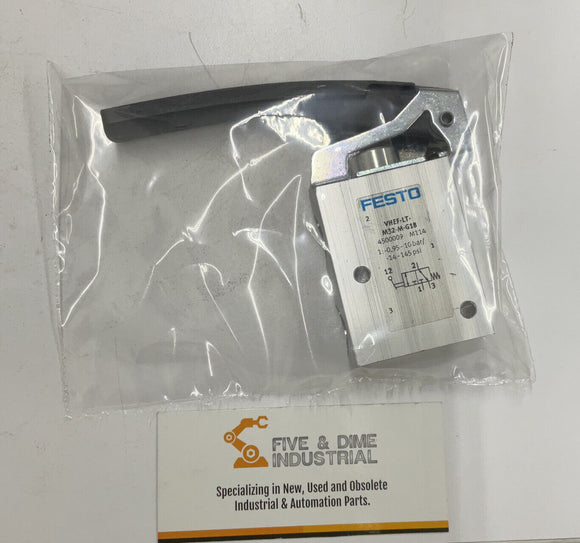 FESTO
2
VHEF-LT-
M32-M-G18
4500009 M114
1:-0,95--10 bar/
-14-145 psi
3
12 2
1 3
3
FIVE & DIME
INDUSTRIAL
Specializing in New, Used and Obsolete
Industrial & Automation Parts.